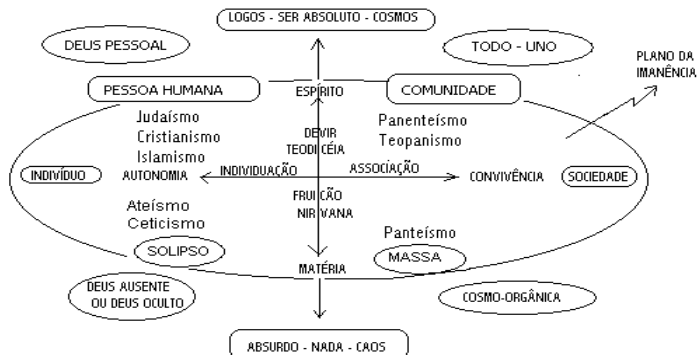 LOGOS - SER ABSOLUTO - COSMOS
DEUS PESSOAL
TODO - UNO
PLANO DA
IMANÊNCIA
PESSOA HUMANA
ESPÍRITO
COMUNIDADE
Judaísmo
Cristianismo
Islamismo
DEVIR
TEODICÉIA
Panenteísmo
Teopanismo
INDIVÍDUO
AUTONOMIA
INDIVIDUAÇÃO
ASSOCIAÇÃO
CONVIVÊNCIA
SOCIEDADE
FRUIÇÃO
NIRVANA
Ateísmo
Ceticismo
Panteísmo
SOLIPSO
MATÉRIA
MASSA
DEUS AUSENTE
OU DEUS OCULTO
COSMO-ORGÂNICA
ABSURDO - NADA - CAOS